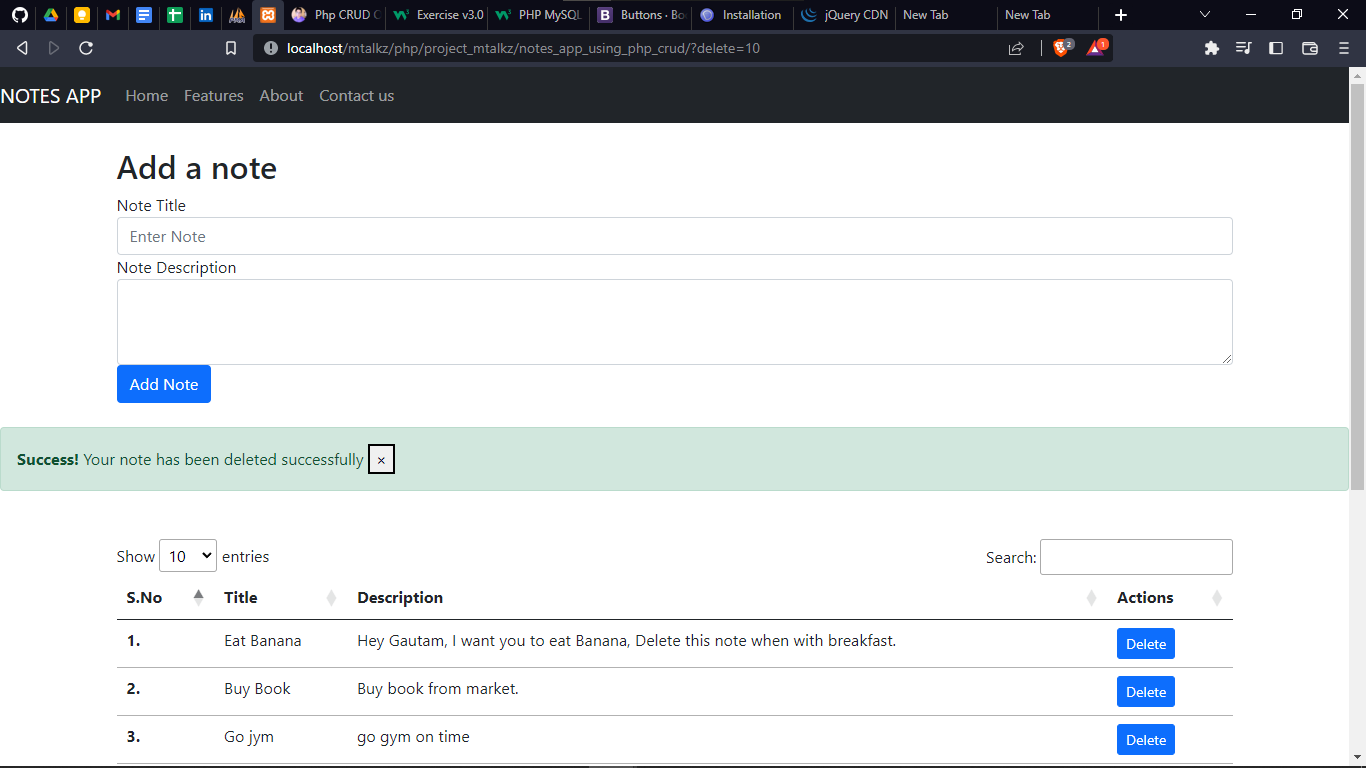 Php CRUD C
Exercise v3.0
PHP MySQL
Buttons · Bo
Installation
jQuery CDN
New Tab
New Tab
localhost/mtalkz/php/project_mtalkz/notes_app_using_php_crud/?delete=10
2
1
NOTES APP Home Features About Contact us
Add a note
Note Title
Enter Note
Note Description
Add Note
Success! Your note has been deleted successfully ×
Show 10 entries Search:
S.No Title Description Actions
1. Eat Banana Hey Gautam, I want you to eat Banana, Delete this note when with breakfast. Delete
2. Buy Book Buy book from market. Delete
3. Go jym go gym on time Delete